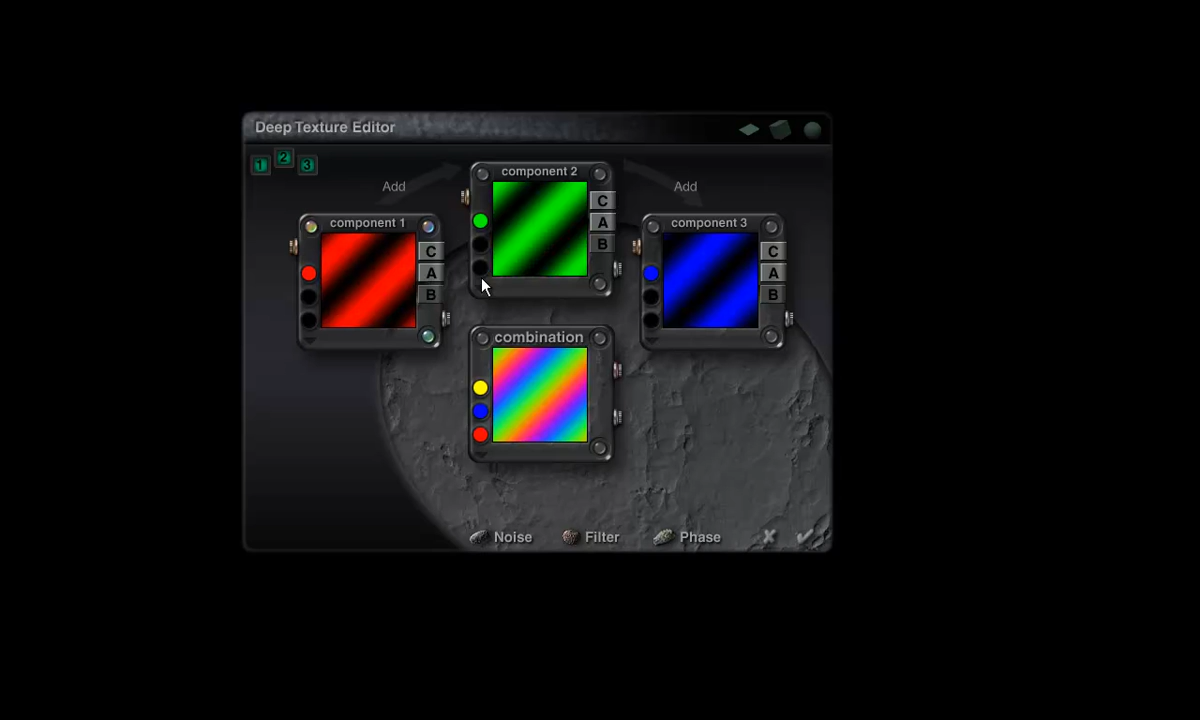 Deep Texture Editor
1 2 3
Add
component 2
Add
C
A
B
component 1
C
A
B
component 3
C
A
B
combination
Noise
Filter
Phase